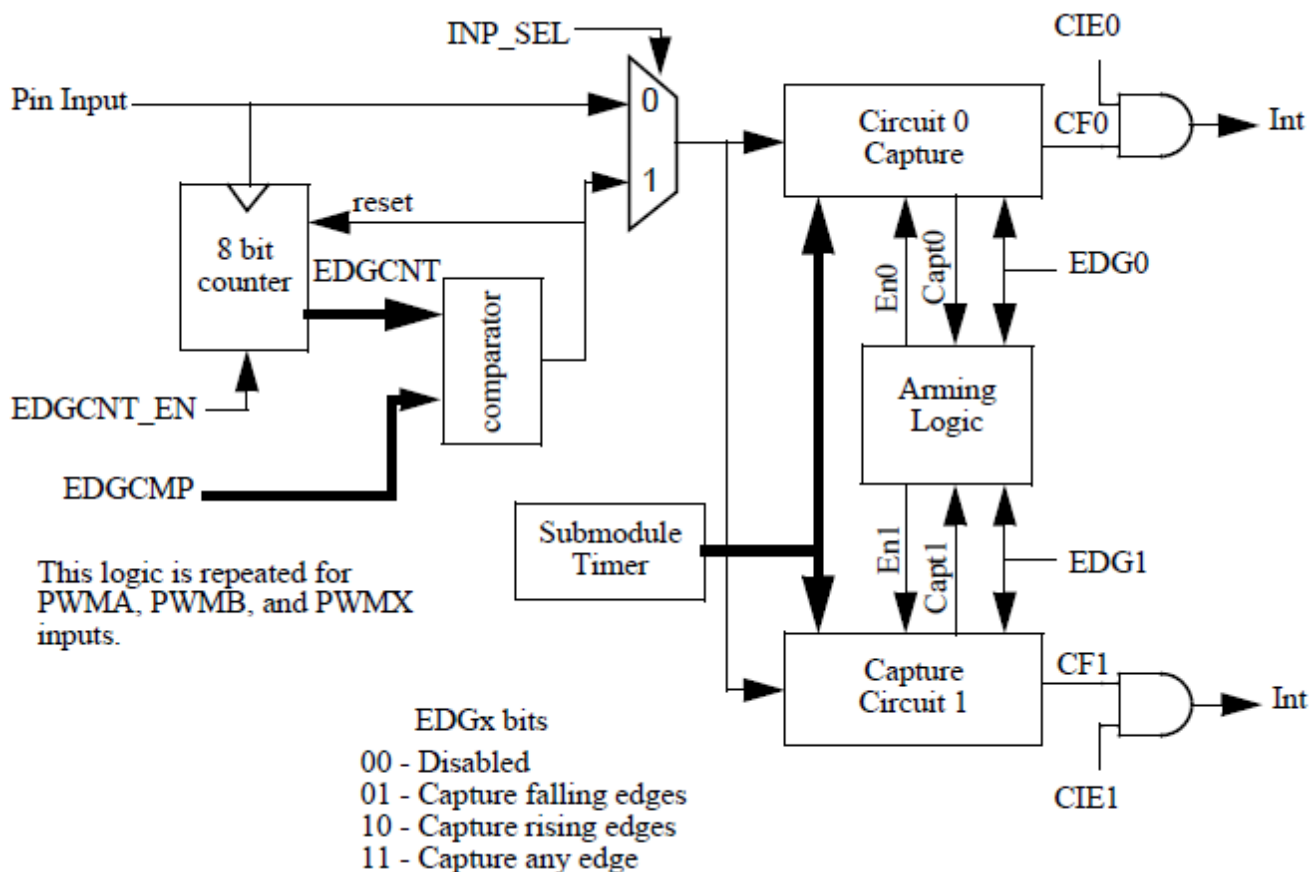 INP_SEL
CIE0
Pin Input
0
1
Circuit 0
Capture
CF0
Int
reset
8 bit
counter
EDGCNT
comparator
En0
Capt0
EDG0
EDGCNT_EN
Arming
Logic
EDGCMP
Submodule
Timer
En1
Capt1
EDG1
This logic is repeated for
PWMA, PWMB, and PWMX
inputs.
Capture
Circuit 1
CF1
Int
CIE1
EDGx bits
00 - Disabled
01 - Capture falling edges
10 - Capture rising edges
11 - Capture any edge